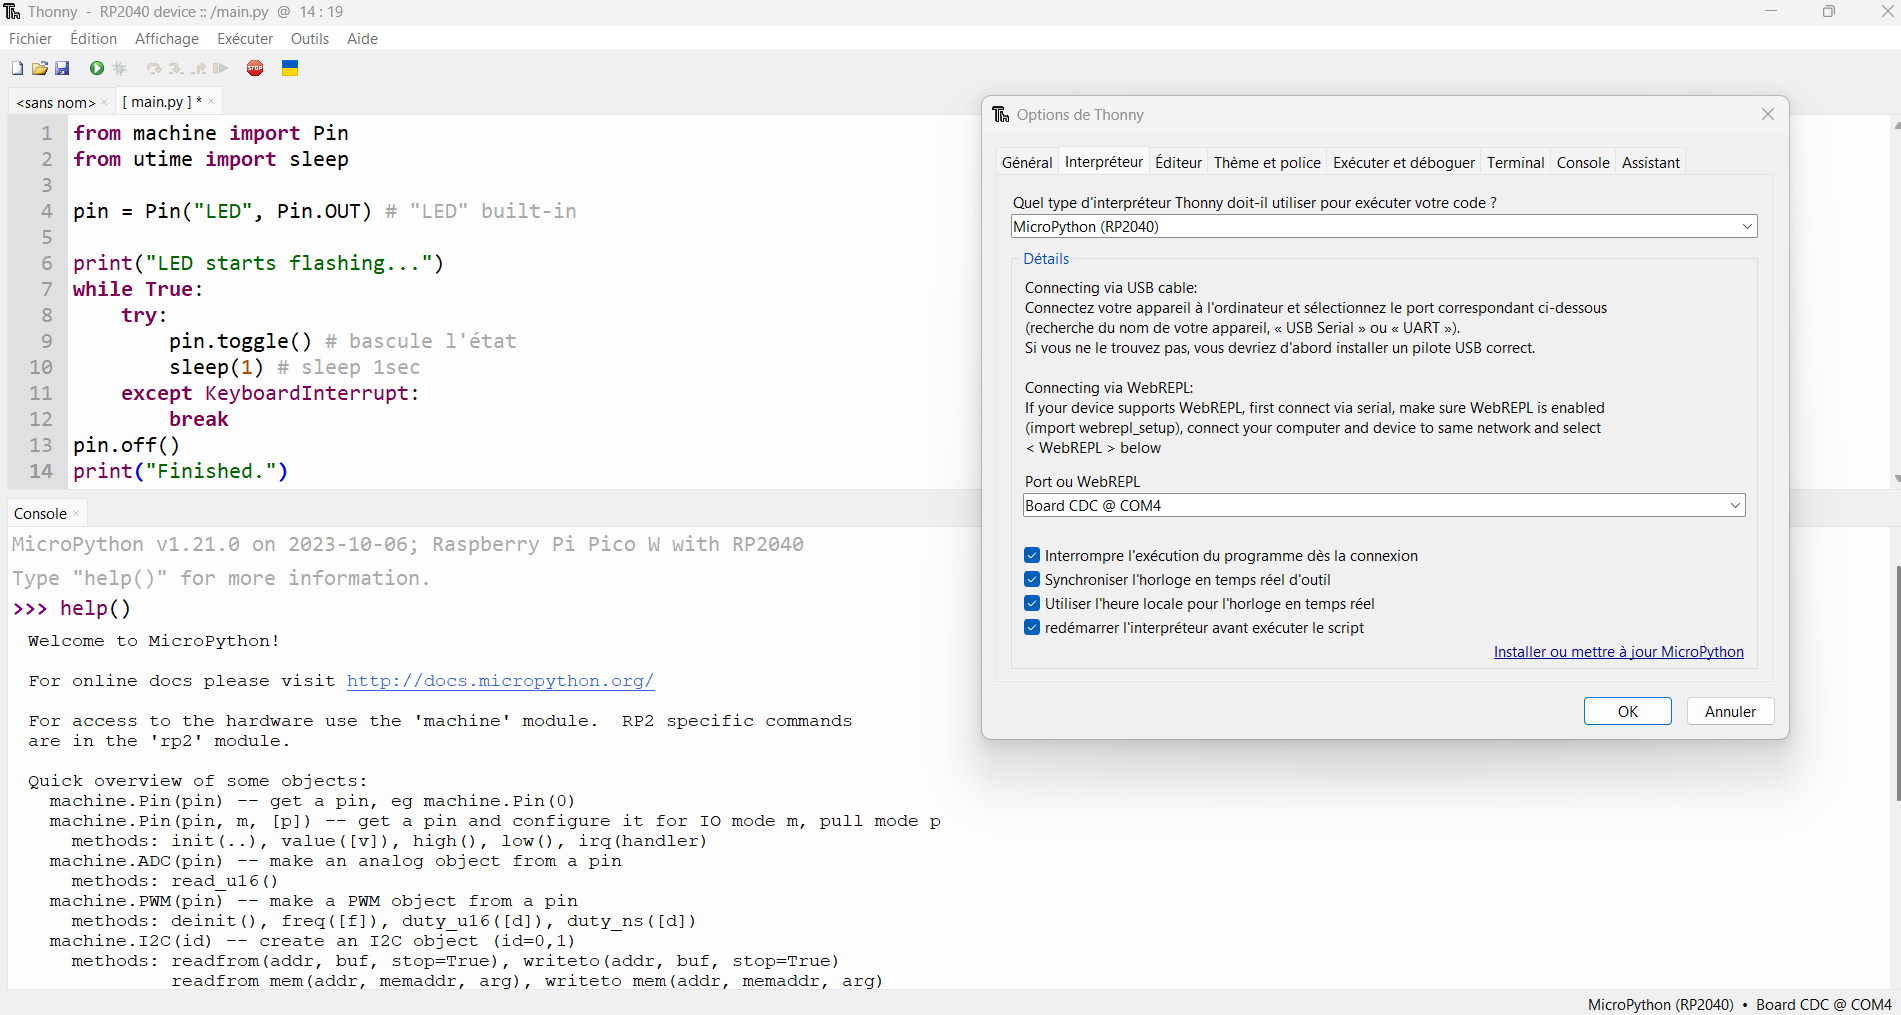 Thonny - RP2040 device :: /main.py @ 14 : 19
Fichier Édition Affichage Exécuter Outils Aide
STOP
<sans nom> × [ main.py ] * ×
1 from machine import Pin
2 from utime import sleep
3
4 pin = Pin("LED", Pin.OUT) # "LED" built-in
5
6 print("LED starts flashing...")
7 while True:
8 try:
9 pin.toggle() # bascule l'état
10 sleep(1) # sleep 1sec
11 except KeyboardInterrupt:
12 break
13 pin.off()
14 print("Finished.")
Console ×
MicroPython v1.21.0 on 2023-10-06; Raspberry Pi Pico W with RP2040
Type "help()" for more information.
>>> help()
Welcome to MicroPython!
For online docs please visit http://docs.micropython.org/
For access to the hardware use the 'machine' module. RP2 specific commands
are in the 'rp2' module.
Quick overview of some objects:
machine.Pin(pin) -- get a pin, eg machine.Pin(0)
machine.Pin(pin, m, [p]) -- get a pin and configure it for IO mode m, pull mode p
methods: init(..), value([v]), high(), low(), irq(handler)
machine.ADC(pin) -- make an analog object from a pin
methods: read_u16()
machine.PWM(pin) -- make a PWM object from a pin
methods: deinit(), freq([f]), duty_u16([d]), duty_ns([d])
machine.I2C(id) -- create an I2C object (id=0,1)
methods: readfrom(addr, buf, stop=True), writeto(addr, buf, stop=True)
readfrom_mem(addr, memaddr, arg), writeto_mem(addr, memaddr, arg)
Options de Thonny
Général Interpréteur Éditeur Thème et police Exécuter et déboguer Terminal Console Assistant
Quel type d'interpréteur Thonny doit-il utiliser pour exécuter votre code ?
MicroPython (RP2040)
Détails
Connecting via USB cable:
Connectez votre appareil à l'ordinateur et sélectionnez le port correspondant ci-dessous
(recherche du nom de votre appareil, « USB Serial » ou « UART »).
Si vous ne le trouvez pas, vous devriez d'abord installer un pilote USB correct.
Connecting via WebREPL:
If your device supports WebREPL, first connect via serial, make sure WebREPL is enabled
(import webrepl_setup), connect your computer and device to same network and select
< WebREPL > below
Port ou WebREPL
Board CDC @ COM4
Interrompre l'exécution du programme dès la connexion
Synchroniser l'horloge en temps réel d'outil
Utiliser l'heure locale pour l'horloge en temps réel
redémarrer l'interpréteur avant exécuter le script
Installer ou mettre à jour MicroPython
OK Annuler
MicroPython (RP2040) • Board CDC @ COM4